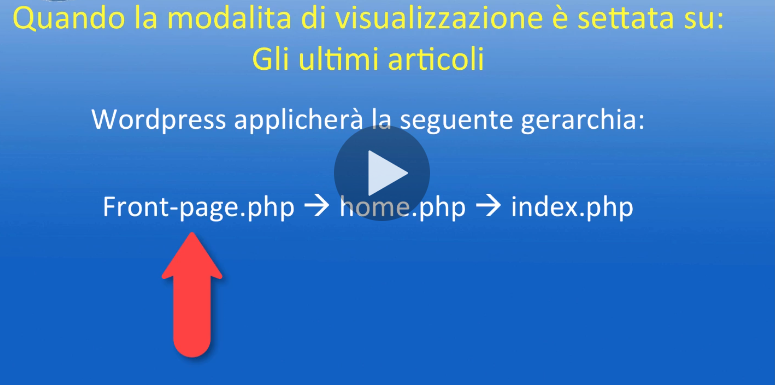 Quando la modalita di visualizzazione è settata su:
Gli ultimi articoli
Wordpress applicherà la seguente gerarchia:
Front-page.php → home.php → index.php